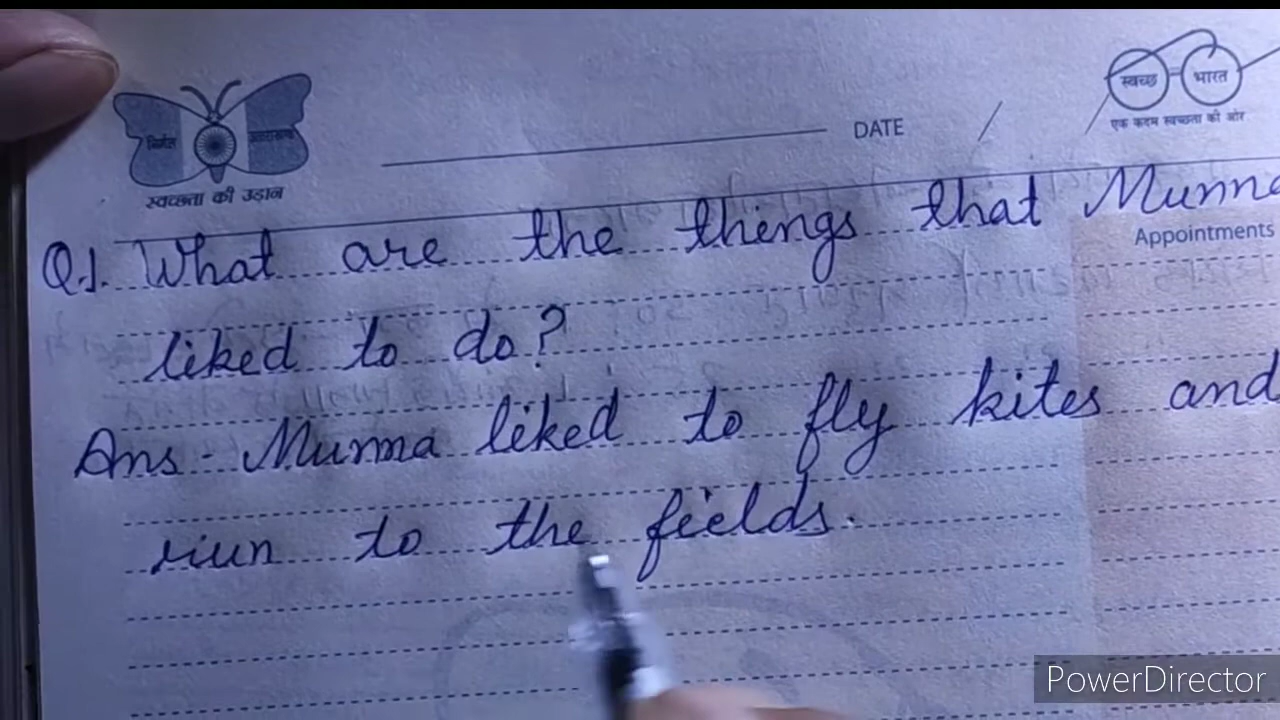 स्वच्छ भारत
एक कदम स्वच्छता की ओर
DATE
निर्मल
स्वच्छता की उड़ान
Q.1. What are the things that Munna
Appointments
liked to do?
Ans - Munna liked to fly kites and
run to the fields.
PowerDirector